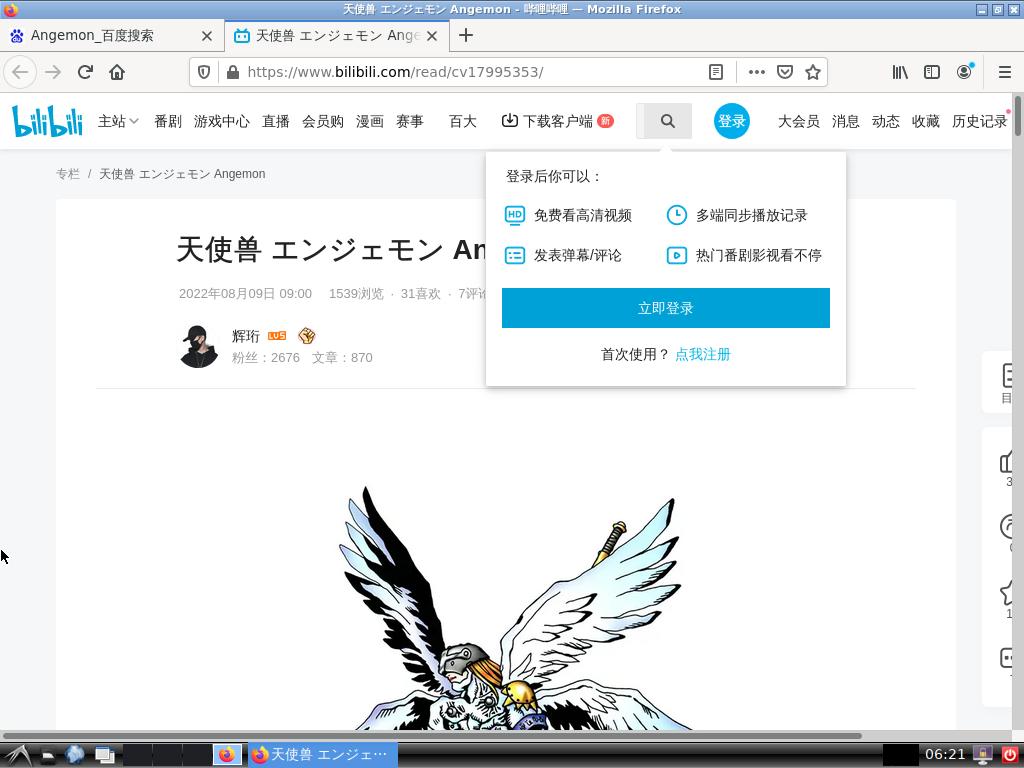 天使兽 エンジェモン Angemon - 哔哩哔哩 — Mozilla Firefox
Angemon_百度搜索
天使兽 エンジェモン Ange
https://www.bilibili.com/read/cv17995353/
bilibili
主站
番剧
游戏中心
直播
会员购
漫画
赛事
百大
下载客户端
新
登录
大会员
消息
动态
收藏
历史记录
专栏 / 天使兽 エンジェモン Angemon
登录后你可以：
HD 免费看高清视频
多端同步播放记录
发表弹幕/评论
热门番剧影视看不停
立即登录
首次使用？ 点我注册
天使兽 エンジェモン An
2022年08月09日 09:00 1539浏览 · 31喜欢 · 7评论
辉珩 LV5
粉丝：2676 文章：870
目
3
1
天使兽 エンジェ…
06:21